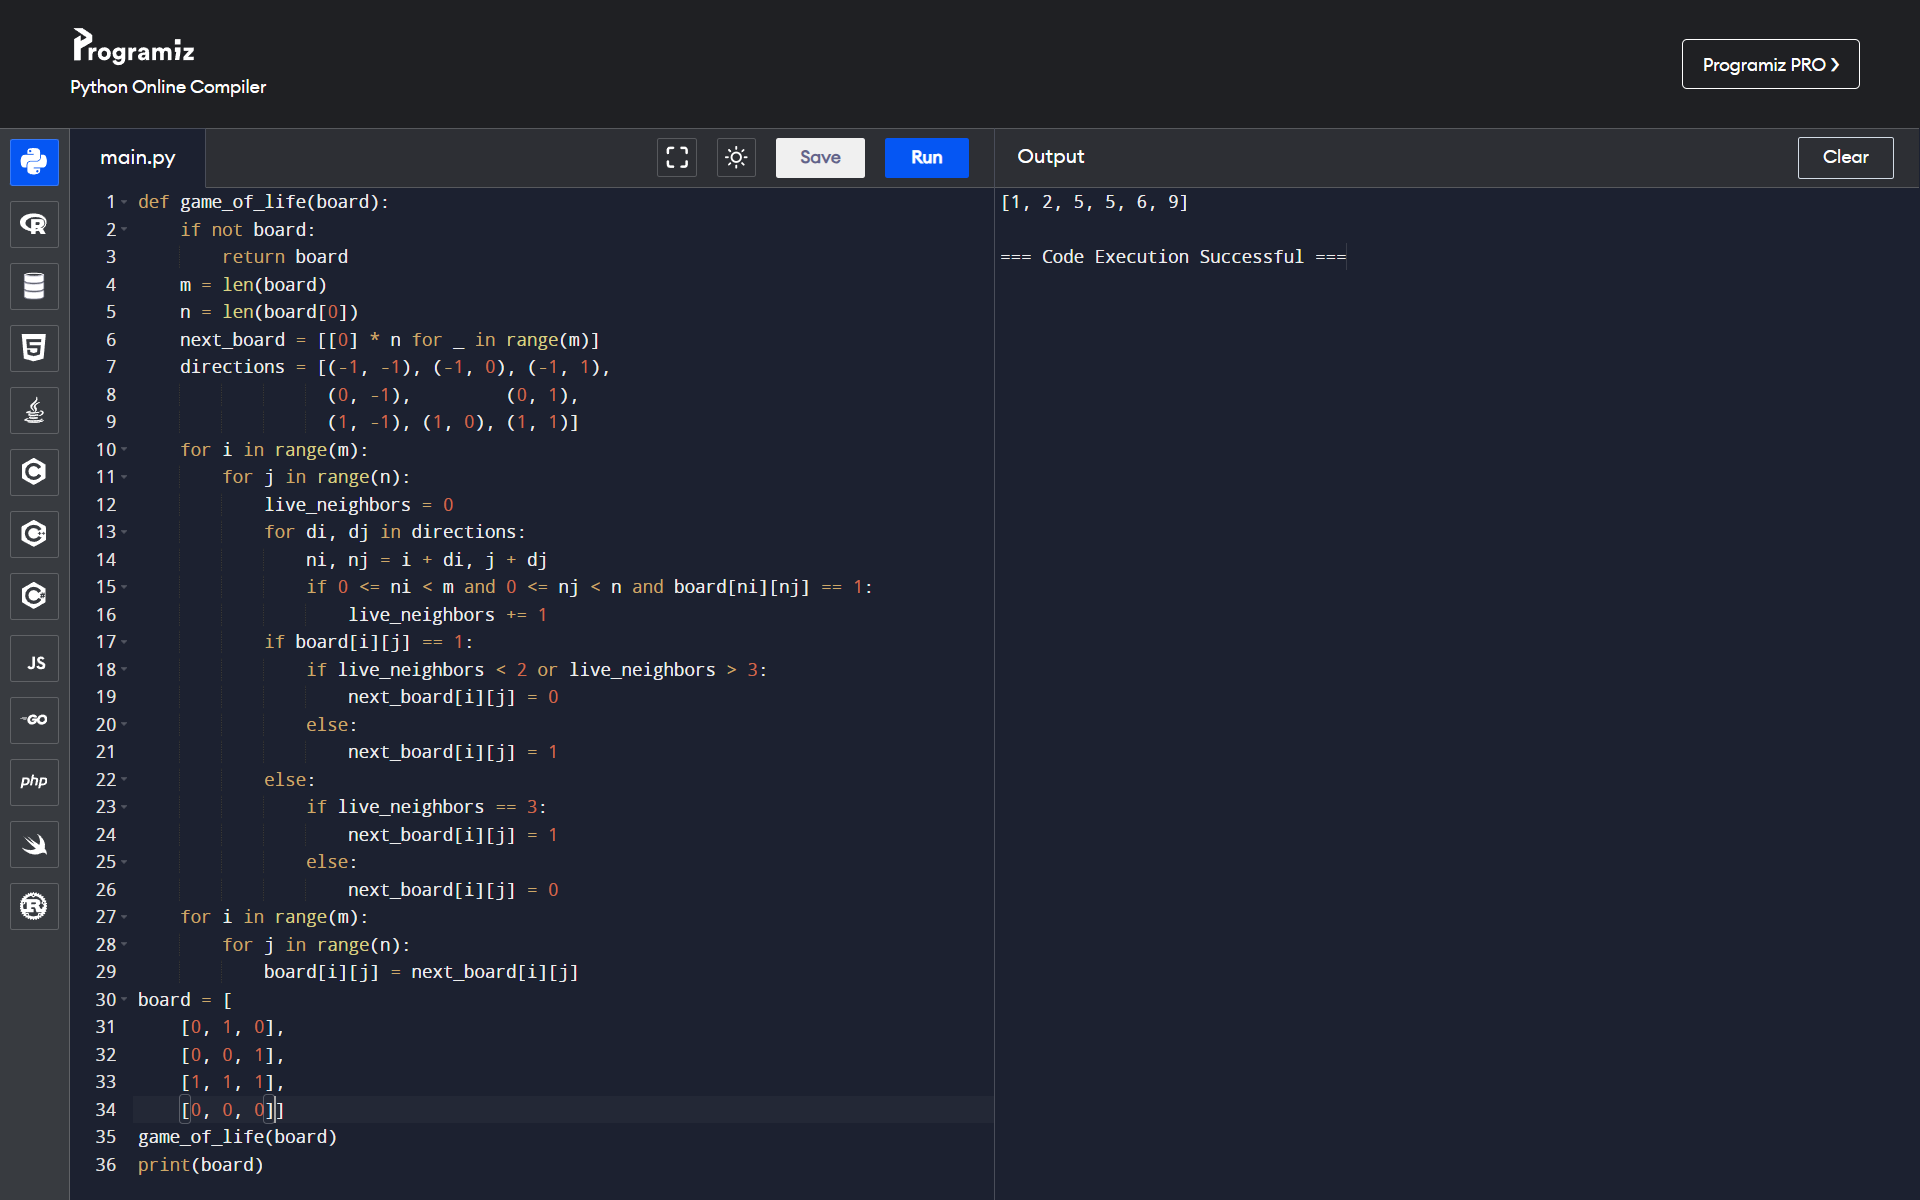 Programiz
Python Online Compiler
Programiz PRO ❯
main.py
Save
Run
Output
Clear
R
5
C
C
C
JS
GO
php
R
1 def game_of_life(board):
2     if not board:
3         return board
4     m = len(board)
5     n = len(board[0])
6     next_board = [[0] * n for _ in range(m)]
7     directions = [(-1, -1), (-1, 0), (-1, 1),
8                   (0, -1),         (0, 1),
9                   (1, -1), (1, 0), (1, 1)]
10     for i in range(m):
11         for j in range(n):
12             live_neighbors = 0
13             for di, dj in directions:
14                 ni, nj = i + di, j + dj
15                 if 0 <= ni < m and 0 <= nj < n and board[ni][nj] == 1:
16                     live_neighbors += 1
17             if board[i][j] == 1:
18                 if live_neighbors < 2 or live_neighbors > 3:
19                     next_board[i][j] = 0
20                 else:
21                     next_board[i][j] = 1
22             else:
23                 if live_neighbors == 3:
24                     next_board[i][j] = 1
25                 else:
26                     next_board[i][j] = 0
27     for i in range(m):
28         for j in range(n):
29             board[i][j] = next_board[i][j]
30 board = [
31     [0, 1, 0],
32     [0, 0, 1],
33     [1, 1, 1],
34     [0, 0, 0]]
35 game_of_life(board)
36 print(board)
[1, 2, 5, 5, 6, 9]
=== Code Execution Successful ===